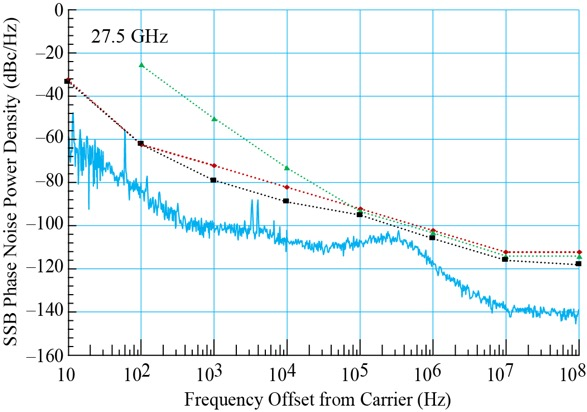 27.5 GHz
SSB Phase Noise Power Density (dBc/Hz)
0
−20
−40
−60
−80
−100
−120
−140
−160
10 10² 10³ 10⁴ 10⁵ 10⁶ 10⁷ 10⁸
Frequency Offset from Carrier (Hz)